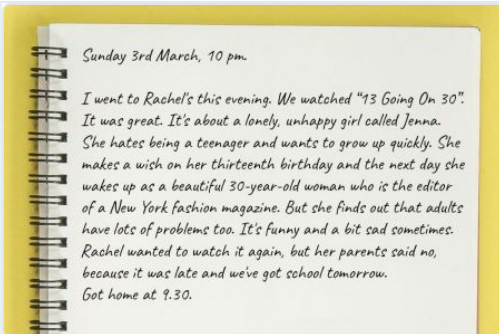 Sunday 3rd March, 10 pm.
I went to Rachel's this evening. We watched "13 Going On 30".
It was great. It's about a lonely, unhappy girl called Jenna.
She hates being a teenager and wants to grow up quickly. She
makes a wish on her thirteenth birthday and the next day she
wakes up as a beautiful 30-year-old woman who is the editor
of a New York fashion magazine. But she finds out that adults
have lots of problems too. It's funny and a bit sad sometimes.
Rachel wanted to watch it again, but her parents said no,
because it was late and we've got school tomorrow.
Got home at 9.30.